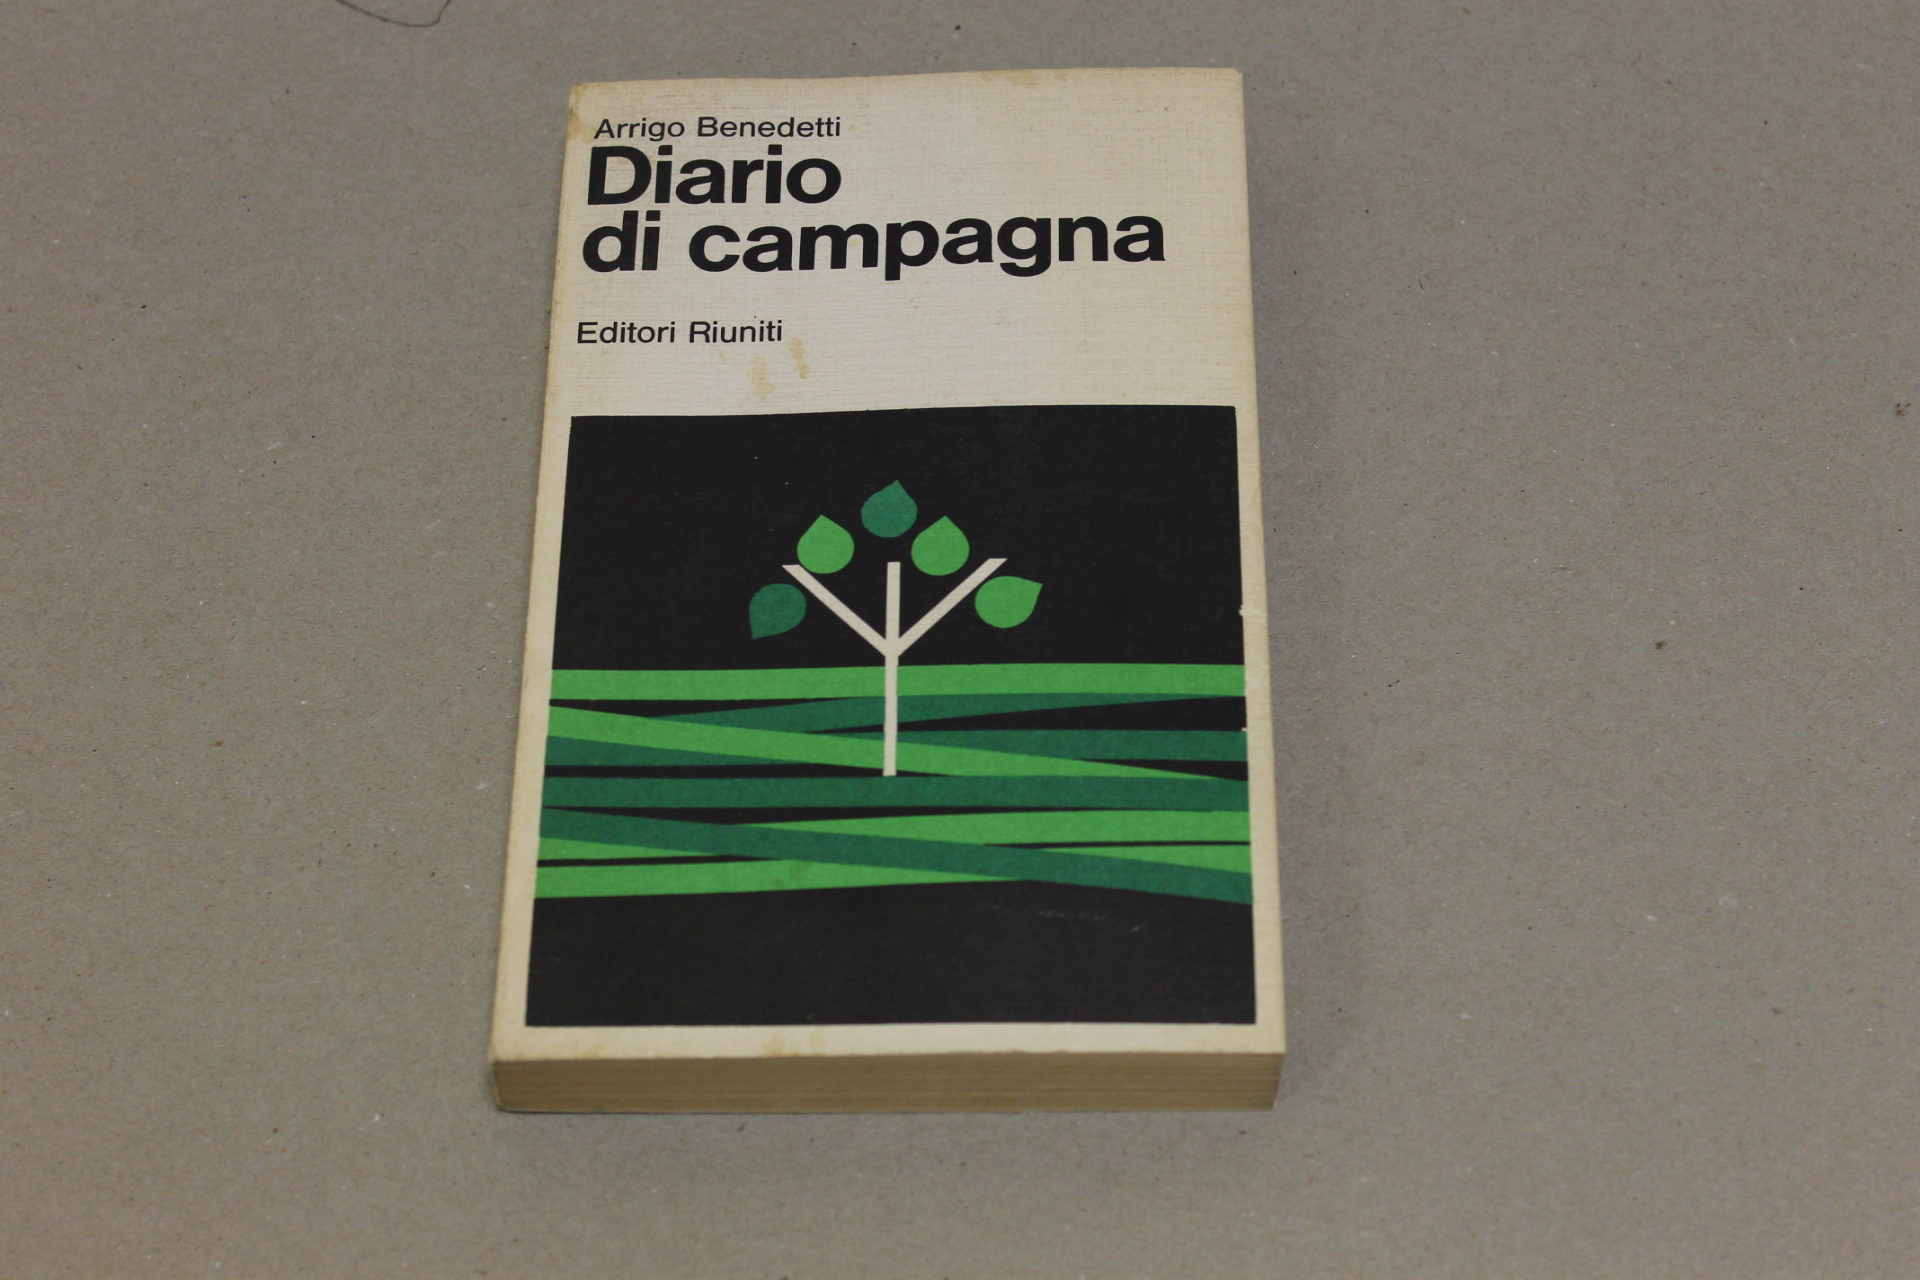 Arrigo Benedetti
Diario
di campagna
Editori Riuniti